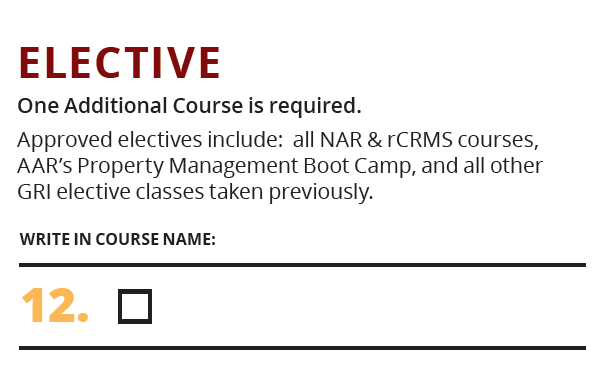 ELECTIVE
One Additional Course is required.
Approved electives include:  all NAR & rCRMS courses,
AAR’s Property Management Boot Camp, and all other
GRI elective classes taken previously.
WRITE IN COURSE NAME:
12.